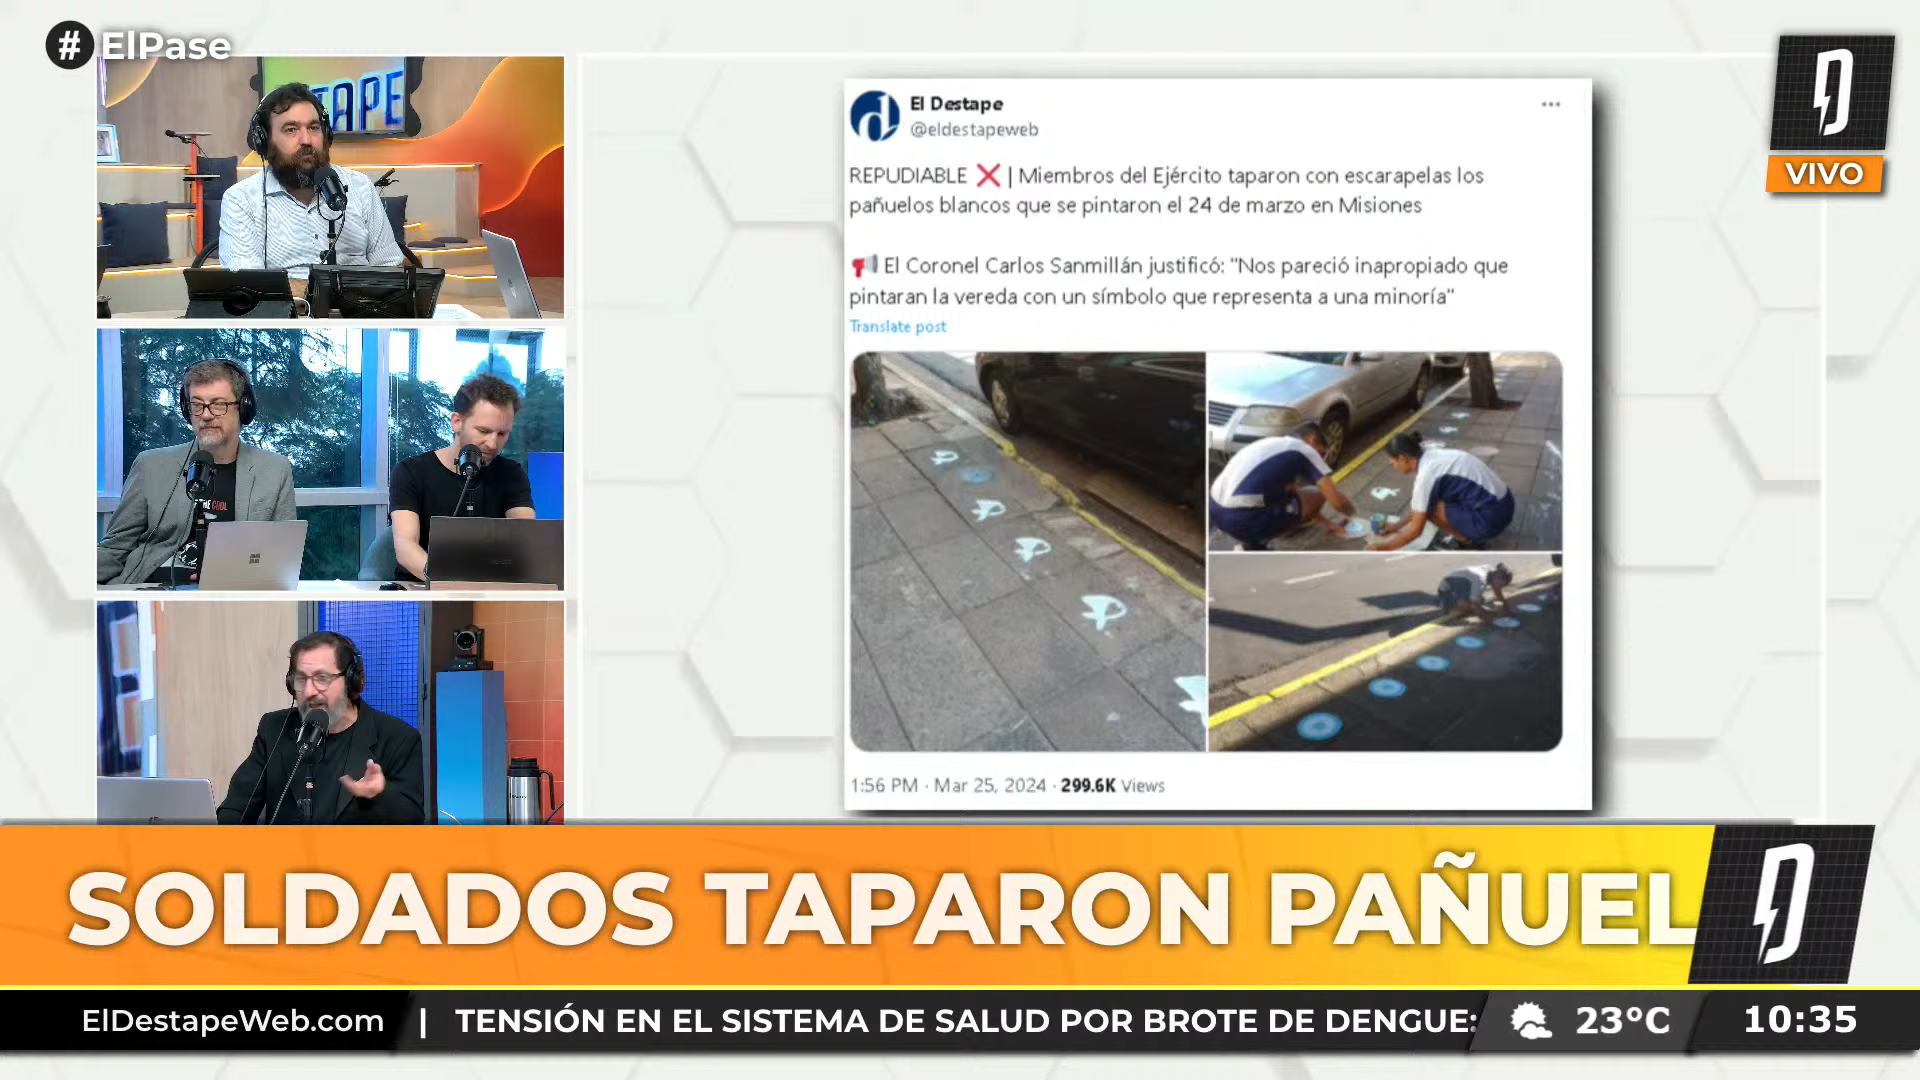 # ElPase
TAPE
El Destape
@eldestapeweb
REPUDIABLE ❌ | Miembros del Ejército taparon con escarapelas los
pañuelos blancos que se pintaron el 24 de marzo en Misiones
📢 El Coronel Carlos Sanmillán justificó: "Nos pareció inapropiado que
pintaran la vereda con un símbolo que representa a una minoría"
Translate post
1:56 PM · Mar 25, 2024 · 299.6K Views
VIVO
SOLDADOS TAPARON PAÑUEL
ElDestapeWeb.com | TENSIÓN EN EL SISTEMA DE SALUD POR BROTE DE DENGUE:
23°C
10:35